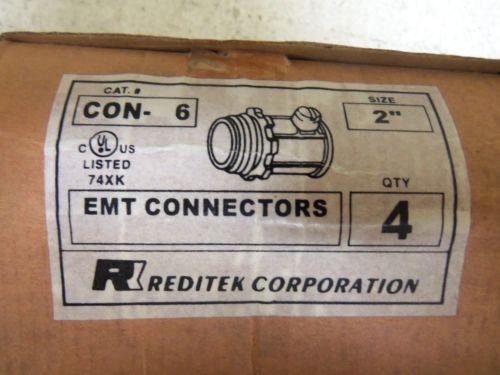 CAT. #
CON- 6
SIZE
2"
C UL US
LISTED
74XK
QTY
EMT CONNECTORS
4
R REDITEK CORPORATION